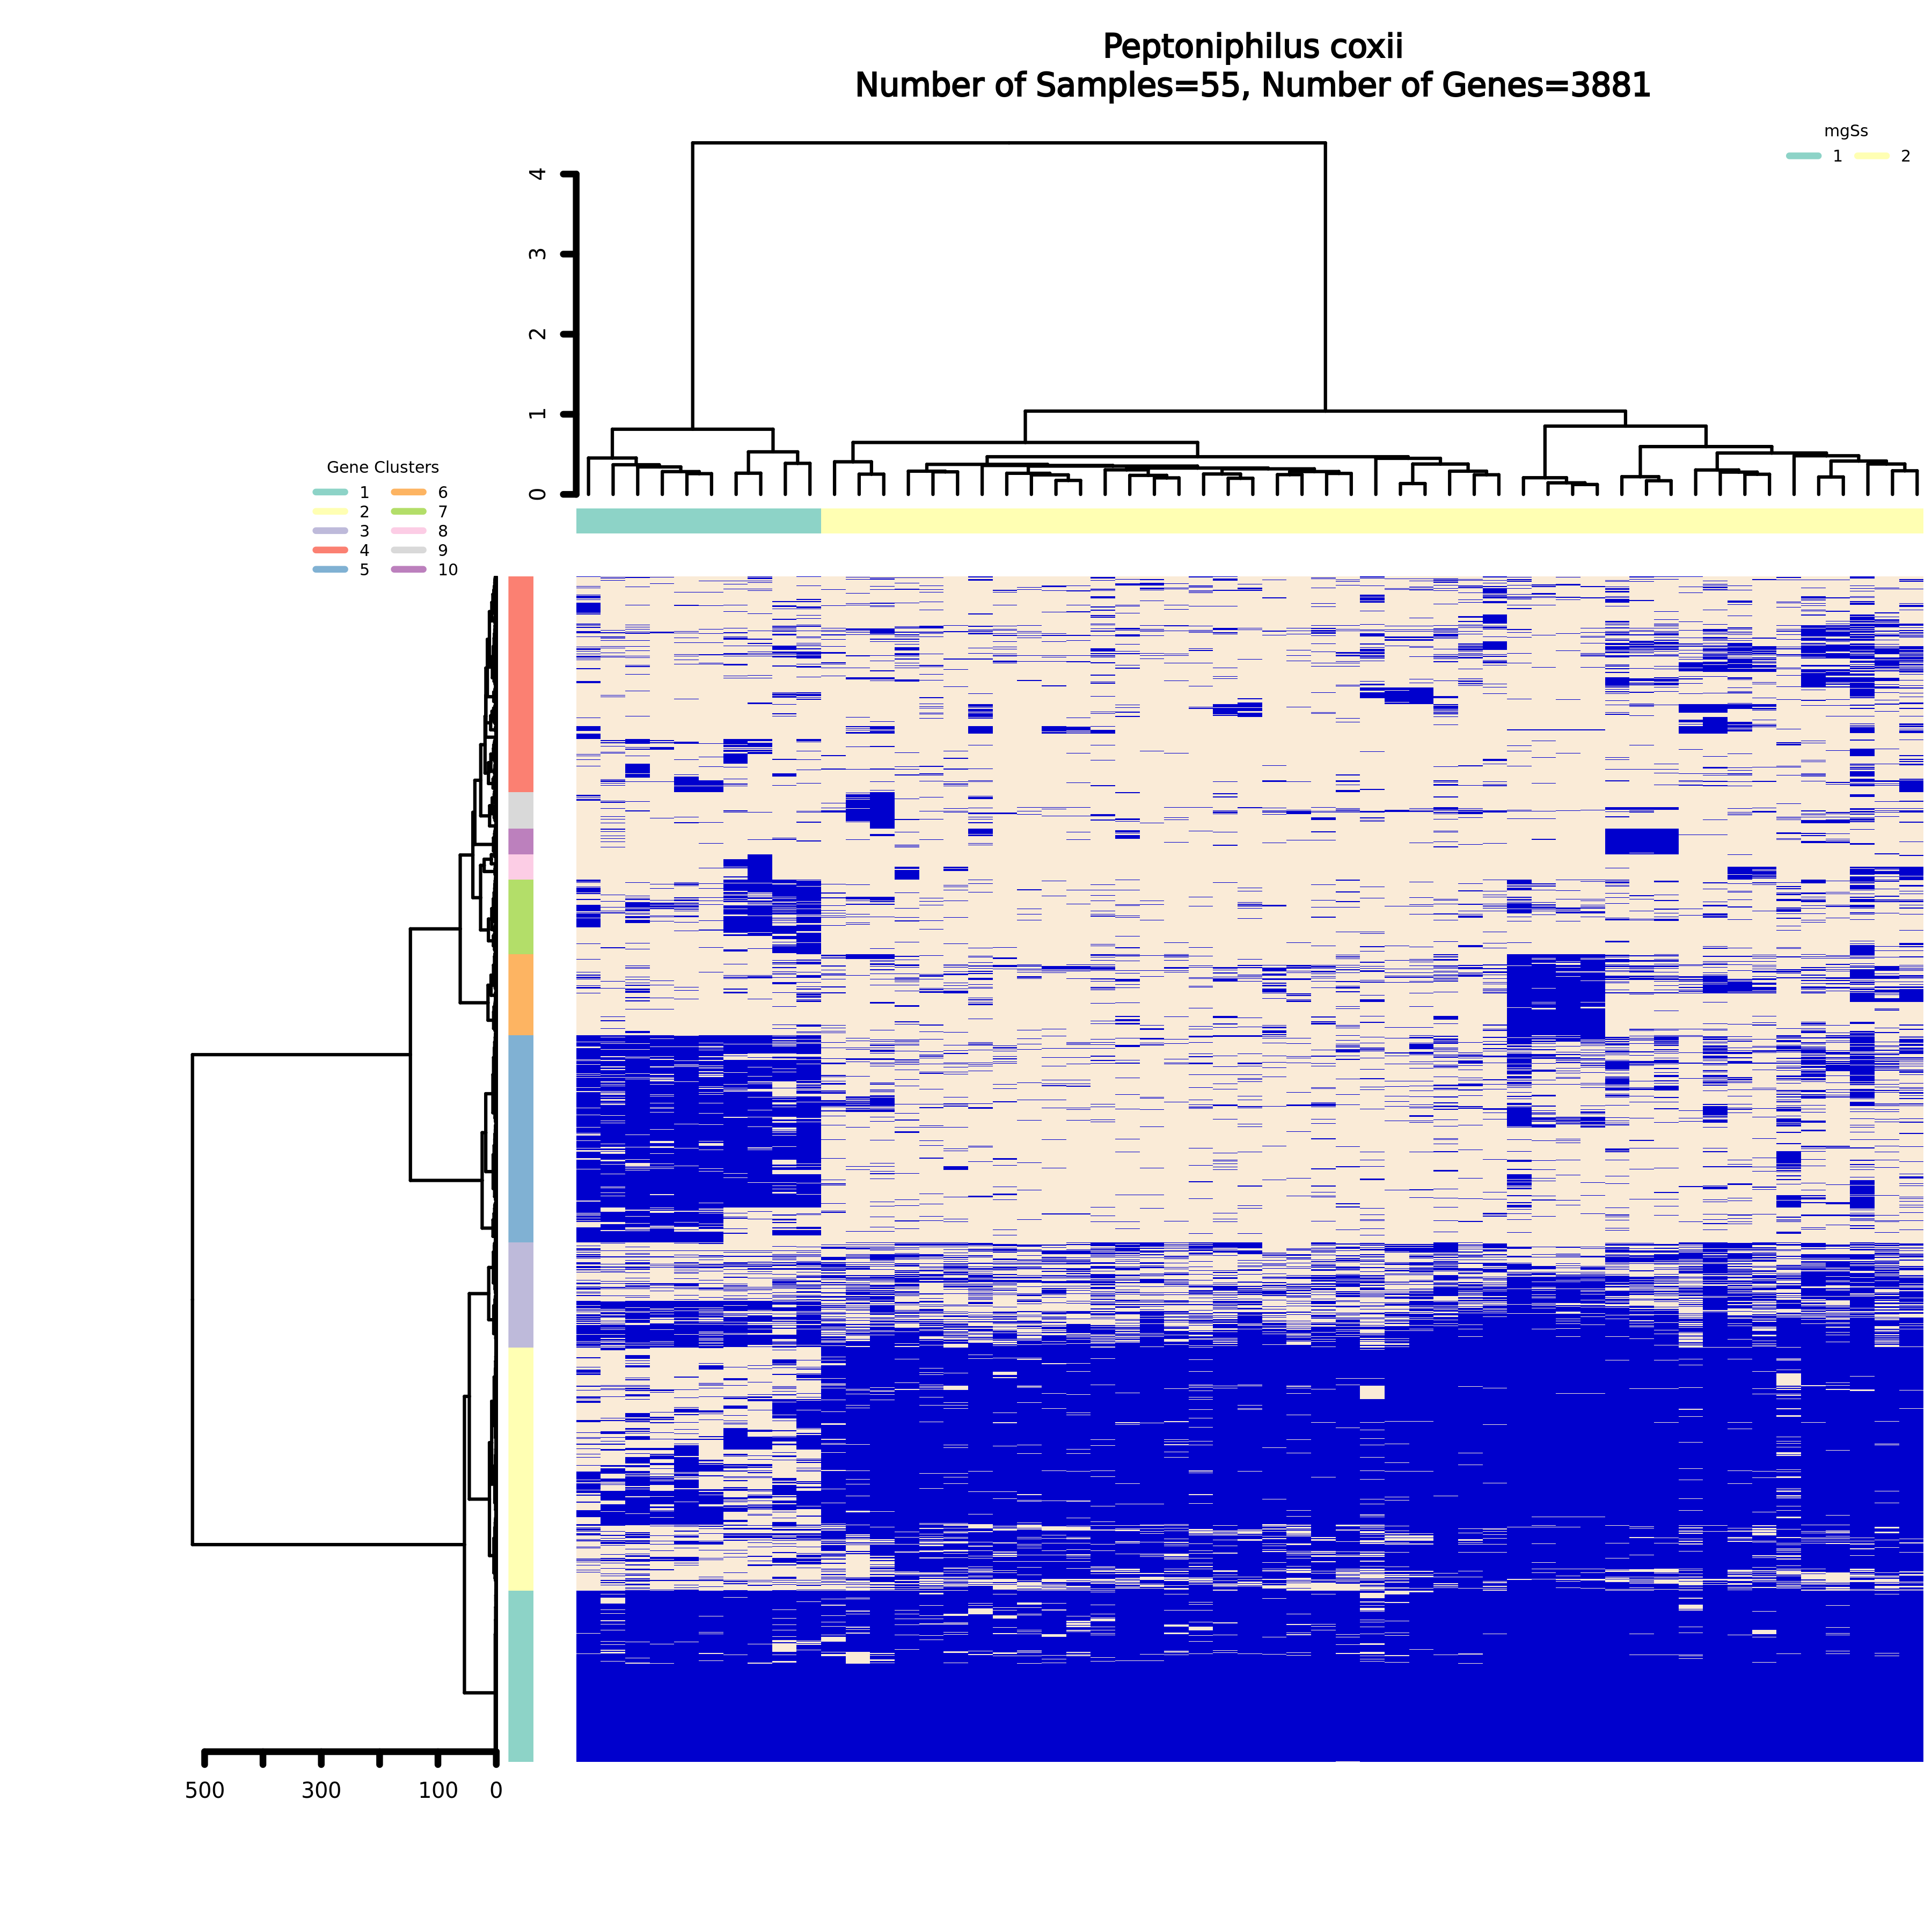 Peptoniphilus coxii
Number of Samples=55, Number of Genes=3881
mgSs
1 2
4
3
2
1
0
Gene Clusters
1 6
2 7
3 8
4 9
5 10
500 300 100 0